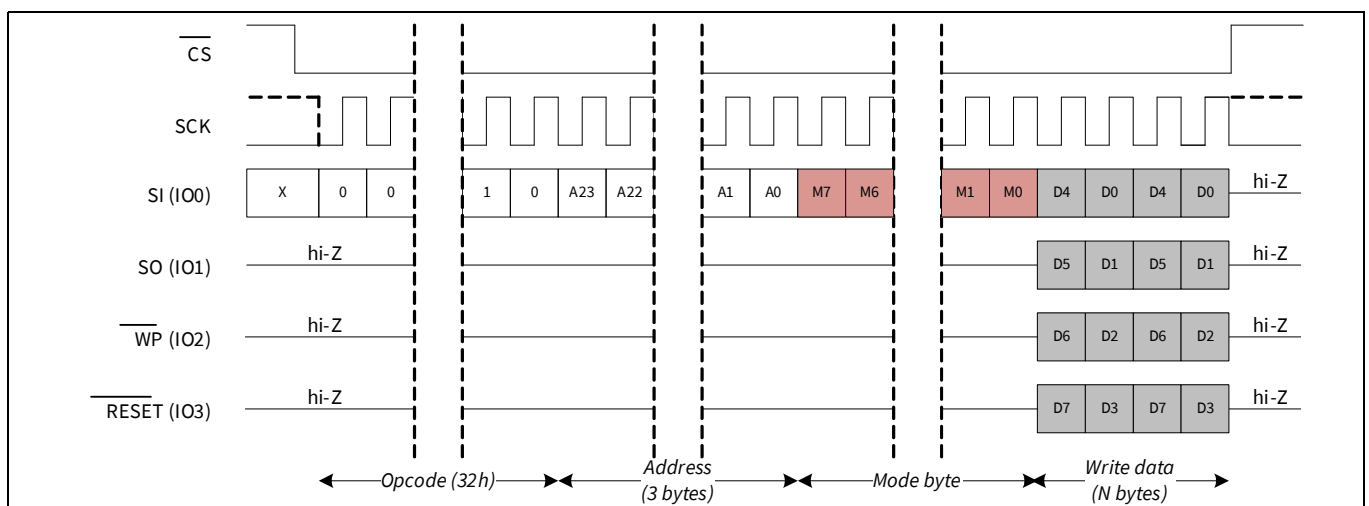 CS
SCK
SI (IO0) X 0 0 1 0 A23 A22 A1 A0 M7 M6 M1 M0 D4 D0 D4 D0 hi-Z
SO (IO1) hi-Z D5 D1 D5 D1 hi-Z
WP (IO2) hi-Z D6 D2 D6 D2 hi-Z
RESET (IO3) hi-Z D7 D3 D7 D3 hi-Z
Opcode (32h) Address (3 bytes) Mode byte Write data (N bytes)